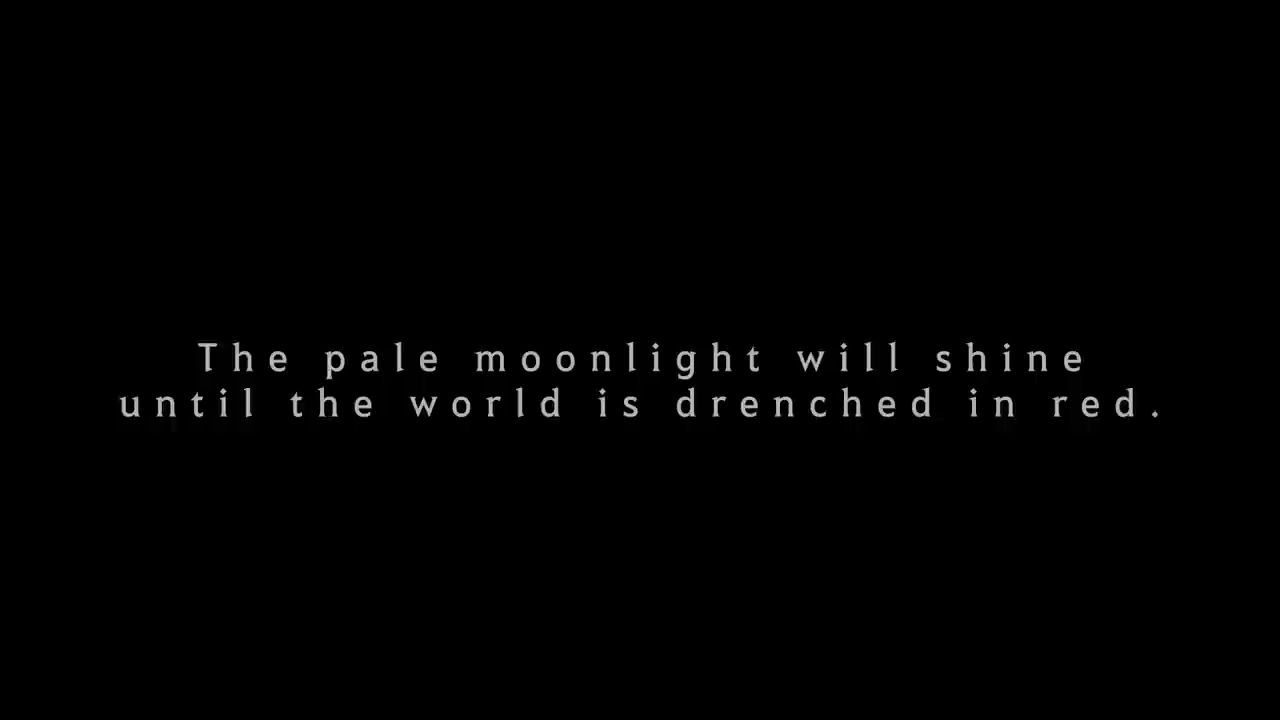 The pale moonlight will shine
until the world is drenched in red.